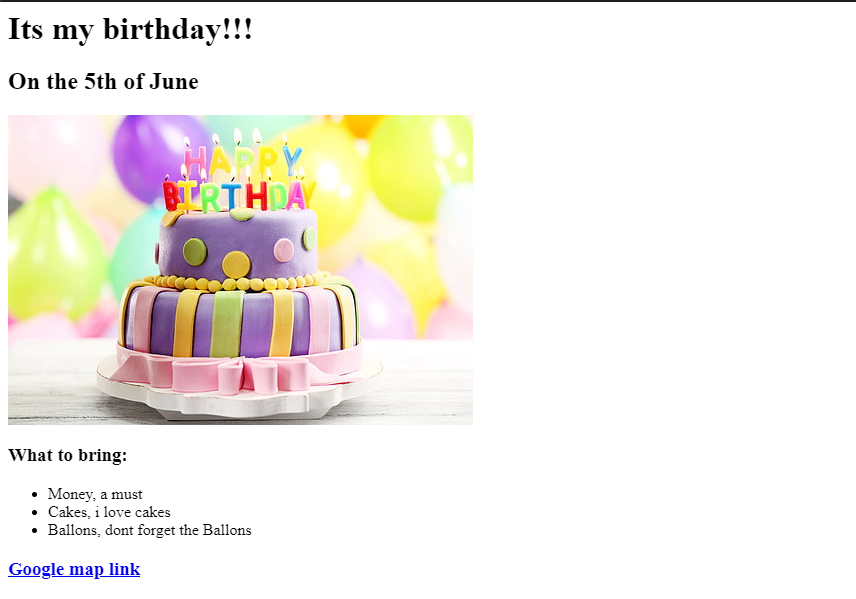 Its my birthday!!!
On the 5th of June
HAPPY
BIRTHDAY
What to bring:
Money, a must
Cakes, i love cakes
Ballons, dont forget the Ballons
Google map link